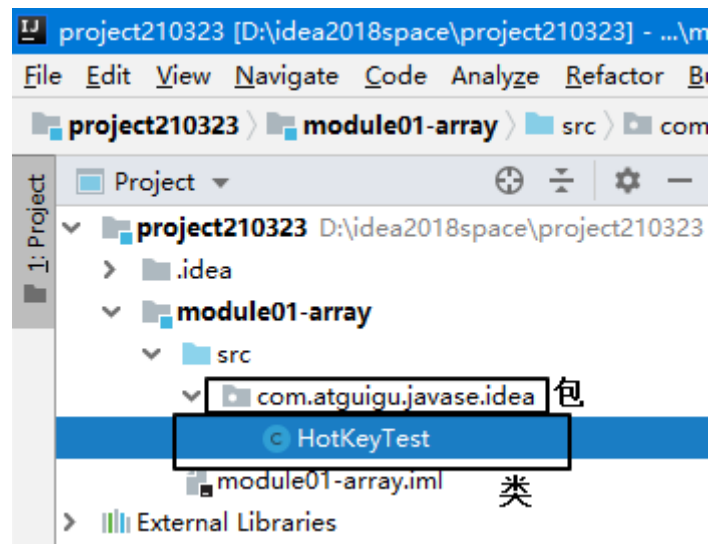 project210323 [D:\idea2018space\project210323] - ...\m
File Edit View Navigate Code Analyze Refactor
project210323 module01-array src com
Project
1: Project
project210323 D:\idea2018space\project210323
.idea
module01-array
src
com.atguigu.javase.idea 包
C HotKeyTest
module01-array.iml 类
External Libraries